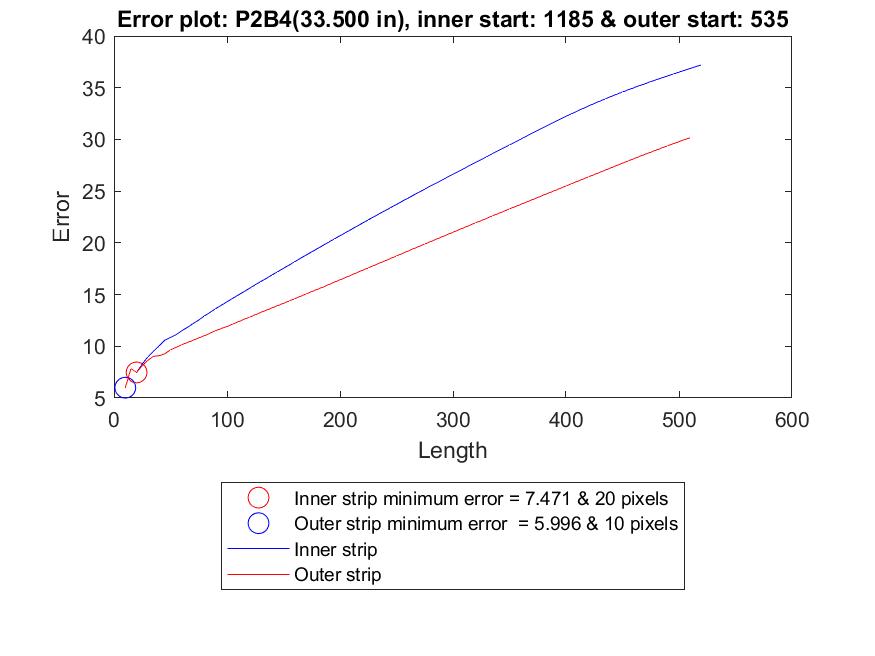 Error plot: P2B4(33.500 in), inner start: 1185 & outer start: 535
40
35
30
25
20
15
10
5
Error
0 100 200 300 400 500 600
Length
Inner strip minimum error = 7.471 & 20 pixels
Outer strip minimum error  = 5.996 & 10 pixels
Inner strip
Outer strip